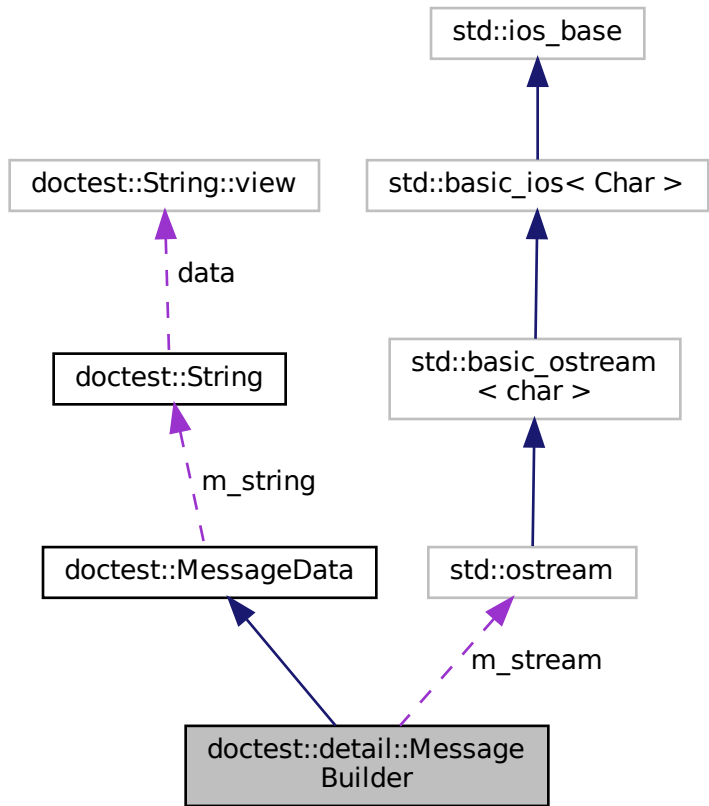 std::ios_base
doctest::String::view
std::basic_ios< Char >
data
doctest::String
std::basic_ostream
< char >
m_string
doctest::MessageData
std::ostream
m_stream
doctest::detail::Message
Builder